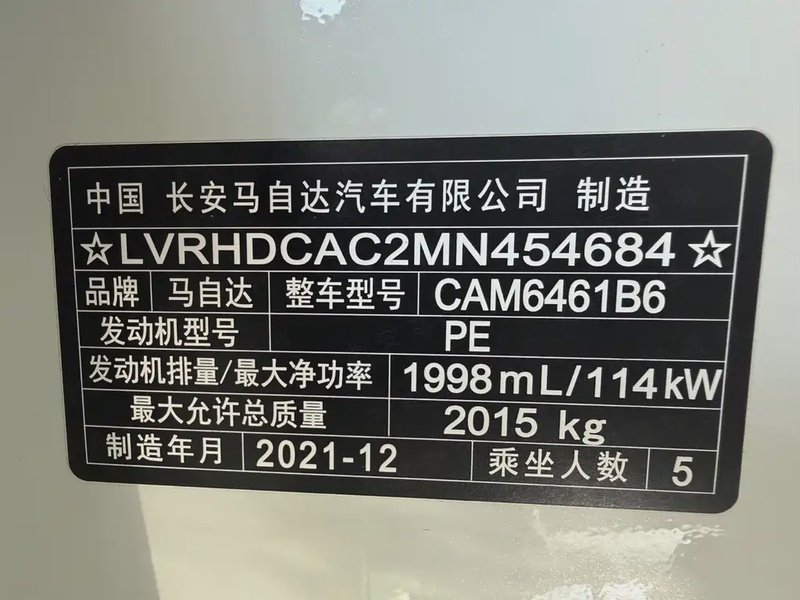 中国 长安马自达汽车有限公司 制造
☆LVRHDCAC2MN454684☆
品牌 马自达 整车型号 CAM6461B6
发动机型号 PE
发动机排量/最大净功率 1998mL/114kW
最大允许总质量 2015 kg
制造年月 2021-12 乘坐人数 5